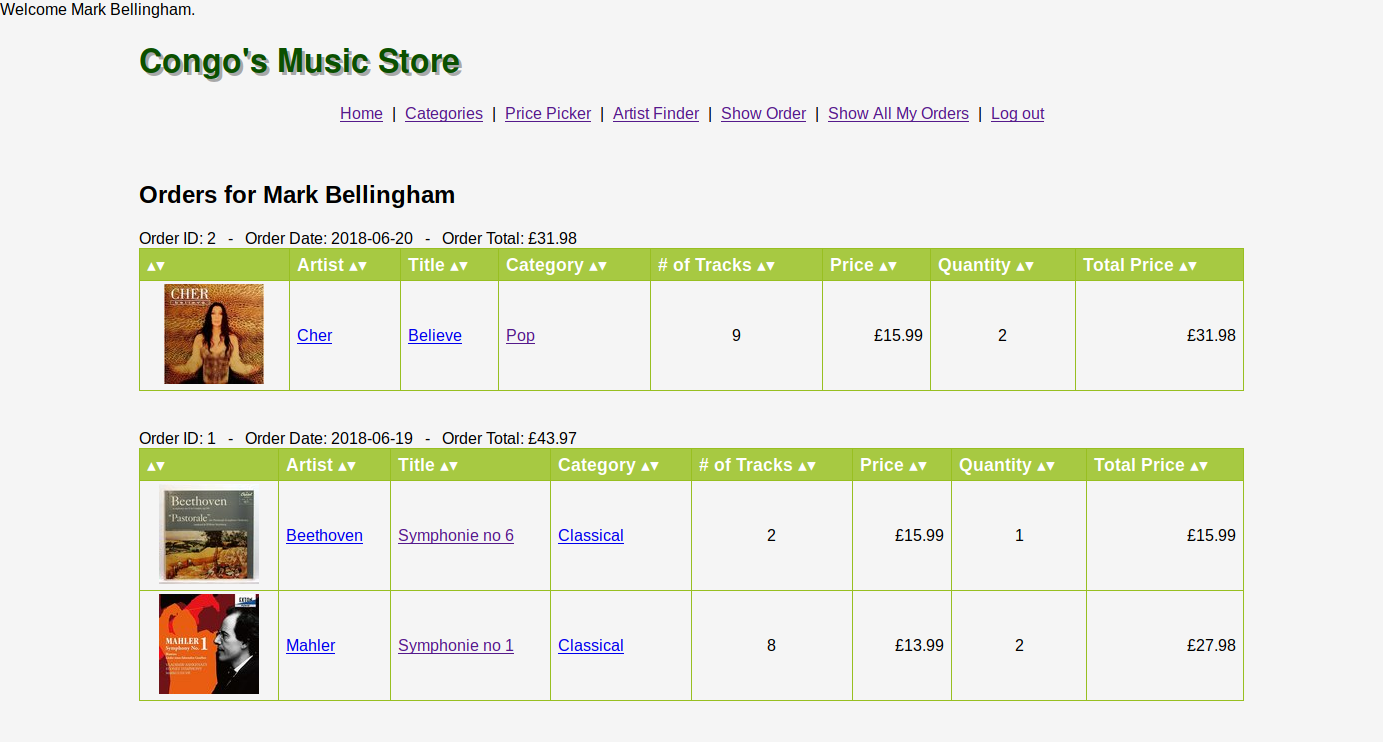 Welcome Mark Bellingham.
Congo's Music Store
Home | Categories | Price Picker | Artist Finder | Show Order | Show All My Orders | Log out
Orders for Mark Bellingham
Order ID: 2 - Order Date: 2018-06-20 - Order Total: £31.98
▲▼ Artist ▲▼ Title ▲▼ Category ▲▼ # of Tracks ▲▼ Price ▲▼ Quantity ▲▼ Total Price ▲▼
CHER
believe
Cher Believe Pop 9 £15.99 2 £31.98
Order ID: 1 - Order Date: 2018-06-19 - Order Total: £43.97
▲▼ Artist ▲▼ Title ▲▼ Category ▲▼ # of Tracks ▲▼ Price ▲▼ Quantity ▲▼ Total Price ▲▼
Beethoven
"Pastorale"
Beethoven Symphonie no 6 Classical 2 £15.99 1 £15.99
EXTON
MAHLER
Symphony No. 1
Mahler Symphonie no 1 Classical 8 £13.99 2 £27.98